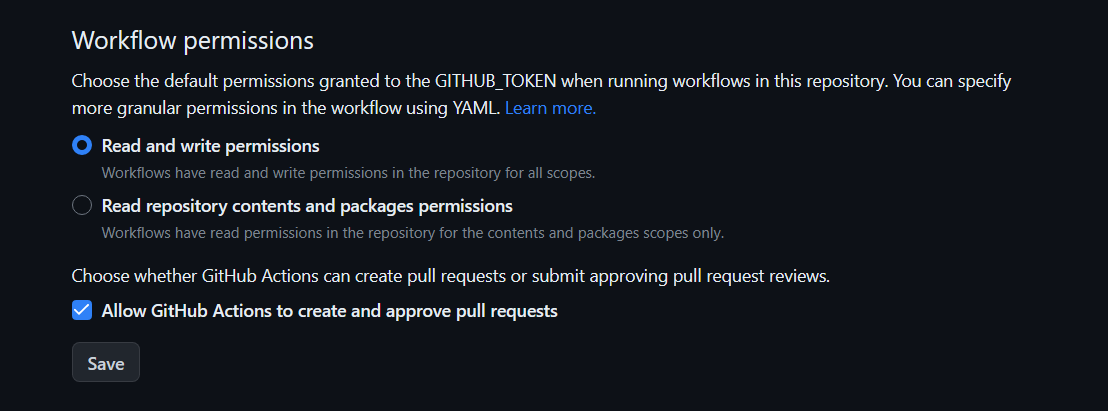 Workflow permissions
Choose the default permissions granted to the GITHUB_TOKEN when running workflows in this repository. You can specify
more granular permissions in the workflow using YAML. Learn more.
Read and write permissions
Workflows have read and write permissions in the repository for all scopes.
Read repository contents and packages permissions
Workflows have read permissions in the repository for the contents and packages scopes only.
Choose whether GitHub Actions can create pull requests or submit approving pull request reviews.
Allow GitHub Actions to create and approve pull requests
Save